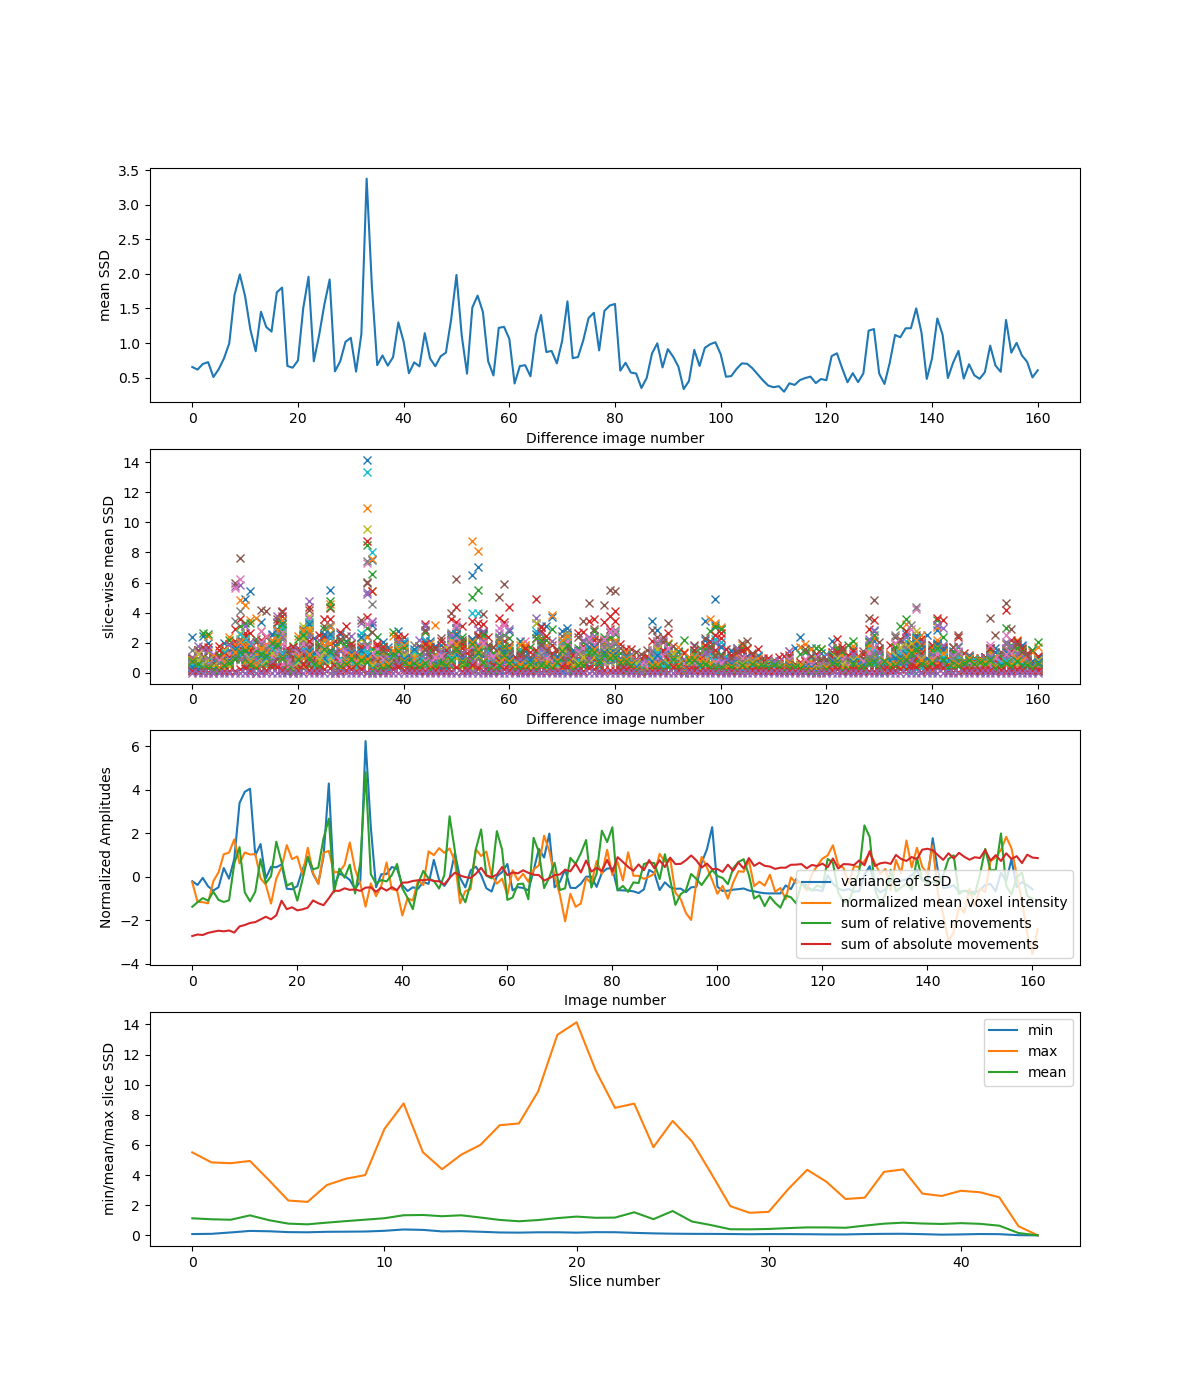 3.5
3.0
2.5
2.0
1.5
1.0
0.5
mean SSD
0 20 40 60 80 100 120 140 160
Difference image number
14
12
10
8
6
4
2
0
slice-wise mean SSD
0 20 40 60 80 100 120 140 160
Difference image number
6
4
2
0
−2
−4
Normalized Amplitudes
variance of SSD
normalized mean voxel intensity
sum of relative movements
sum of absolute movements
0 20 40 60 80 100 120 140 160
Image number
14
12
10
8
6
4
2
0
min/mean/max slice SSD
min
max
mean
0 10 20 30 40
Slice number